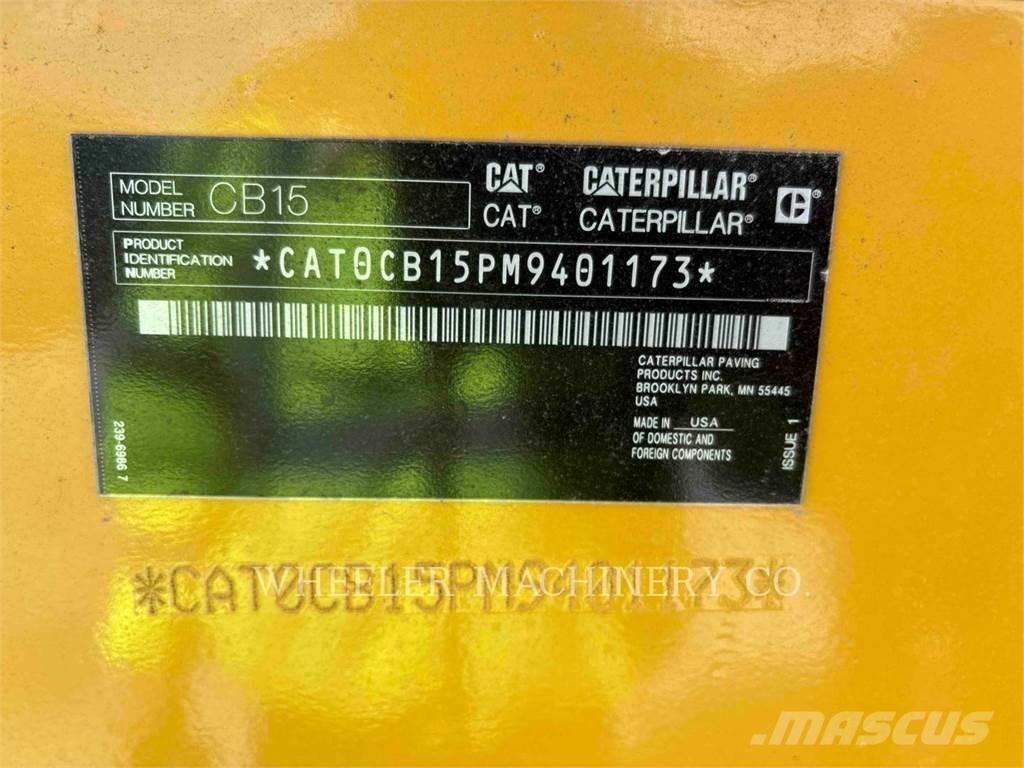 MODEL
NUMBER CB15
CAT® CATERPILLAR®
CAT® CATERPILLAR®
PRODUCT
IDENTIFICATION
NUMBER
*CAT0CB15PM9401173*
CATERPILLAR PAVING
PRODUCTS INC.
BROOKLYN PARK, MN 55445
USA
MADE IN USA
OF DOMESTIC AND
FOREIGN COMPONENTS
239-6986 7
ISSUE 1
*CAT0CB15PM9401173*
WHEELER MACHINERY CO.
MASCUS